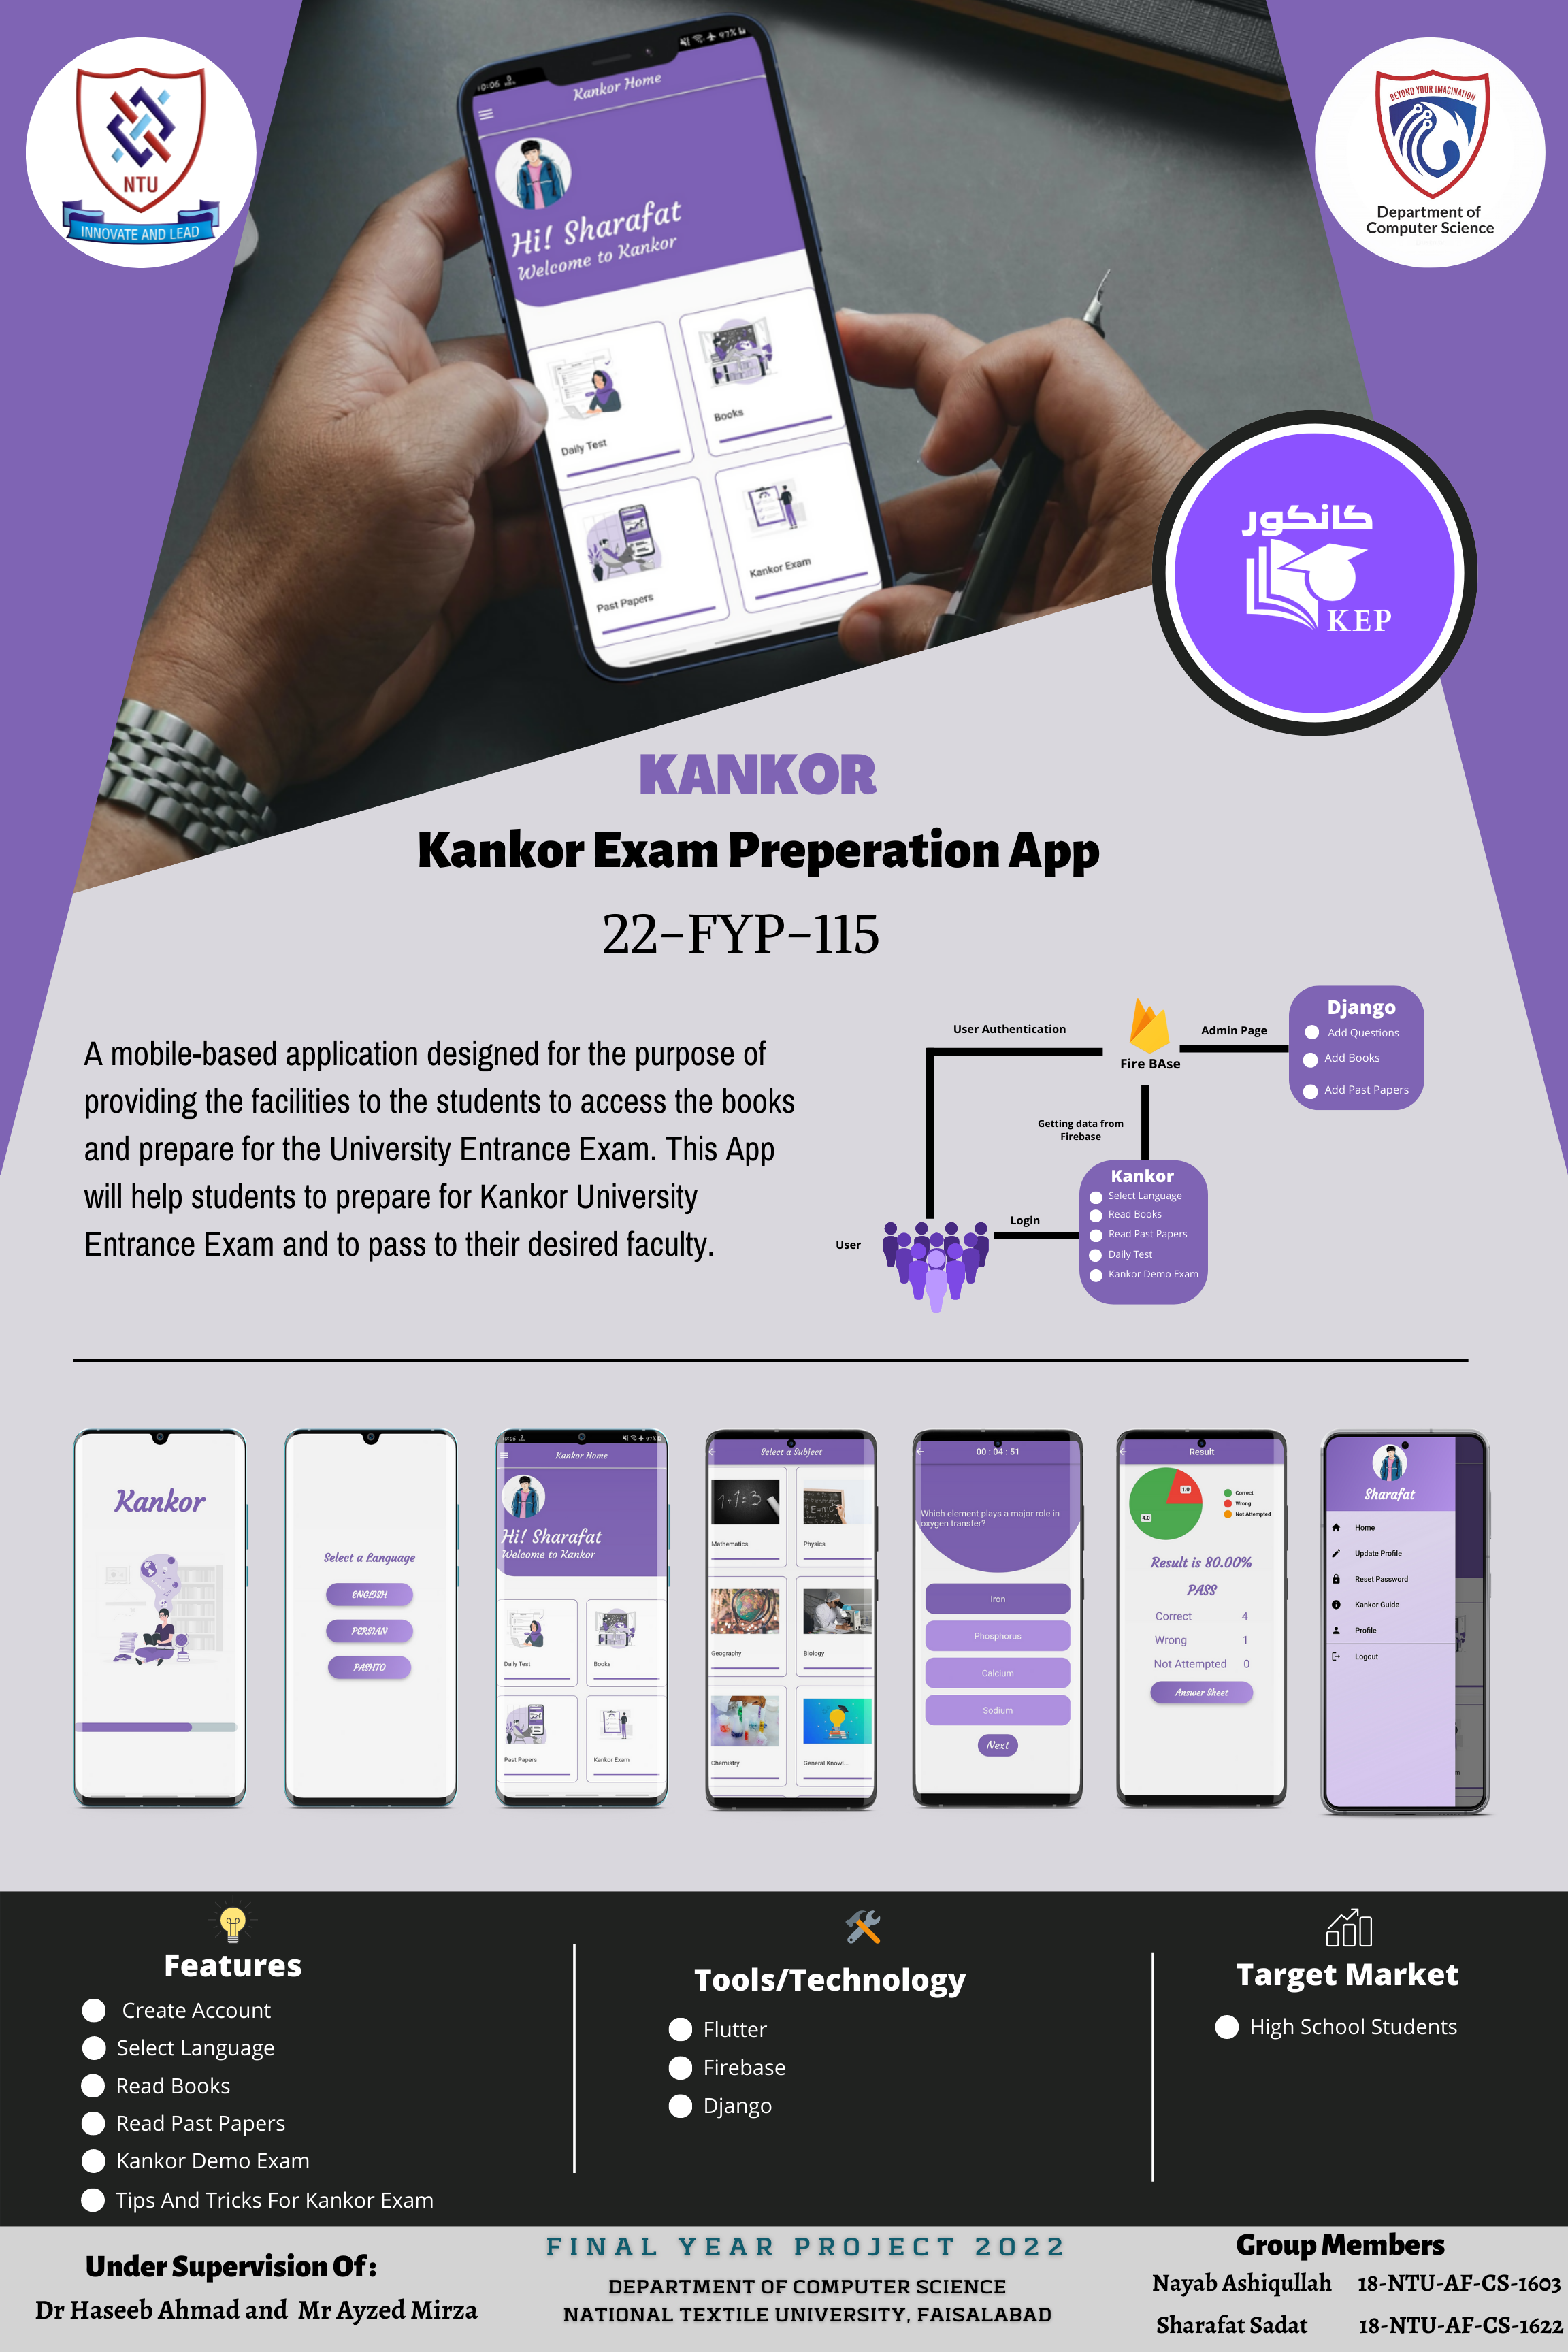 NTU
INNOVATE AND LEAD
BEYOND YOUR IMAGINATION
Department of
Computer Science
10:06
97%
Kankor Home
Hi! Sharafat
Welcome to Kankor
Daily Test
Books
Past Papers
Kankor Exam
کانکور
KEP
KANKOR
Kankor Exam Preperation App
22-FYP-115
A mobile-based application designed for the purpose of
providing the facilities to the students to access the books
and prepare for the University Entrance Exam. This App
will help students to prepare for Kankor University
Entrance Exam and to pass to their desired faculty.
User Authentication
Fire BAse
Admin Page
Django
Add Questions
Add Books
Add Past Papers
Getting data from
Firebase
Kankor
Select Language
Read Books
Read Past Papers
Daily Test
Kankor Demo Exam
Login
User
Kankor
Select a Language
ENGLISH
PERSIAN
PASHTO
10:06
97%
Kankor Home
Hi! Sharafat
Welcome to Kankor
Daily Test
Books
Past Papers
Kankor Exam
Select a Subject
1+1=3
Mathematics
Physics
Geography
Biology
Chemistry
General Knowl...
00 : 04 : 51
Which element plays a major role in
oxygen transfer?
Iron
Phosphorus
Calcium
Sodium
Next
Result
1.0
4.0
Correct
Wrong
Not Attempted
Result is 80.00%
PASS
Correct 4
Wrong 1
Not Attempted 0
Answer Sheet
Sharafat
Home
Update Profile
Reset Password
Kankor Guide
Profile
Logout
Features
Create Account
Select Language
Read Books
Read Past Papers
Kankor Demo Exam
Tips And Tricks For Kankor Exam
Tools/Technology
Flutter
Firebase
Django
Target Market
High School Students
Under Supervision Of:
Dr Haseeb Ahmad and Mr Ayzed Mirza
FINAL YEAR PROJECT 2022
DEPARTMENT OF COMPUTER SCIENCE
NATIONAL TEXTILE UNIVERSITY, FAISALABAD
Group Members
Nayab Ashiqullah 18-NTU-AF-CS-1603
Sharafat Sadat 18-NTU-AF-CS-1622